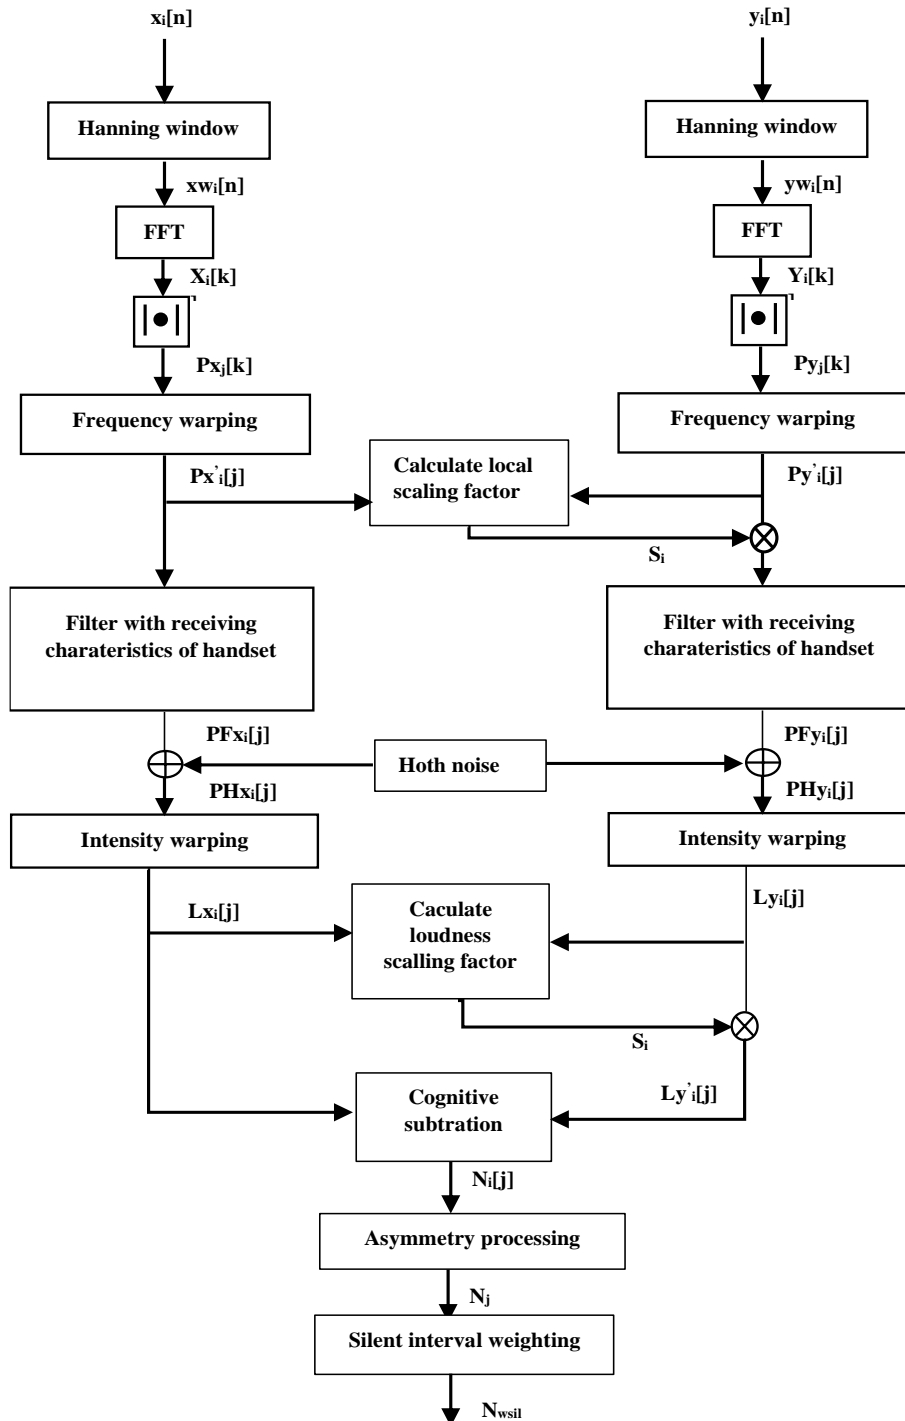 xi[n] yi[n]
Hanning window Hanning window
xwi[n] ywi[n]
FFT FFT
Xi[k] Yi[k]
|•| |•|
Pxj[k] Pyj[k]
Frequency warping Frequency warping
Px'i[j] Py'i[j]
Calculate local
scaling factor
Si
Filter with receiving
charateristics of handset
Filter with receiving
charateristics of handset
PFxi[j] PFyi[j]
Hoth noise
PHxi[j] PHyi[j]
Intensity warping Intensity warping
Lxi[j] Lyi[j]
Caculate
loudness
scalling factor
Si
Ly'i[j]
Cognitive
subtration
Ni[j]
Asymmetry processing
Nj
Silent interval weighting
Nwsil